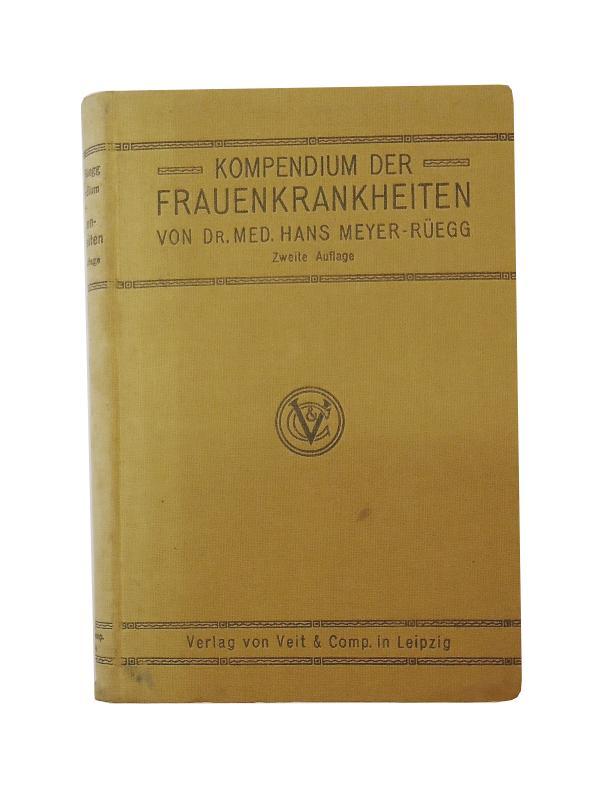 KOMPENDIUM DER
FRAUENKRANKHEITEN
VON DR. MED. HANS MEYER-RÜEGG
Zweite Auflage
V & C
Verlag von Veit & Comp. in Leipzig